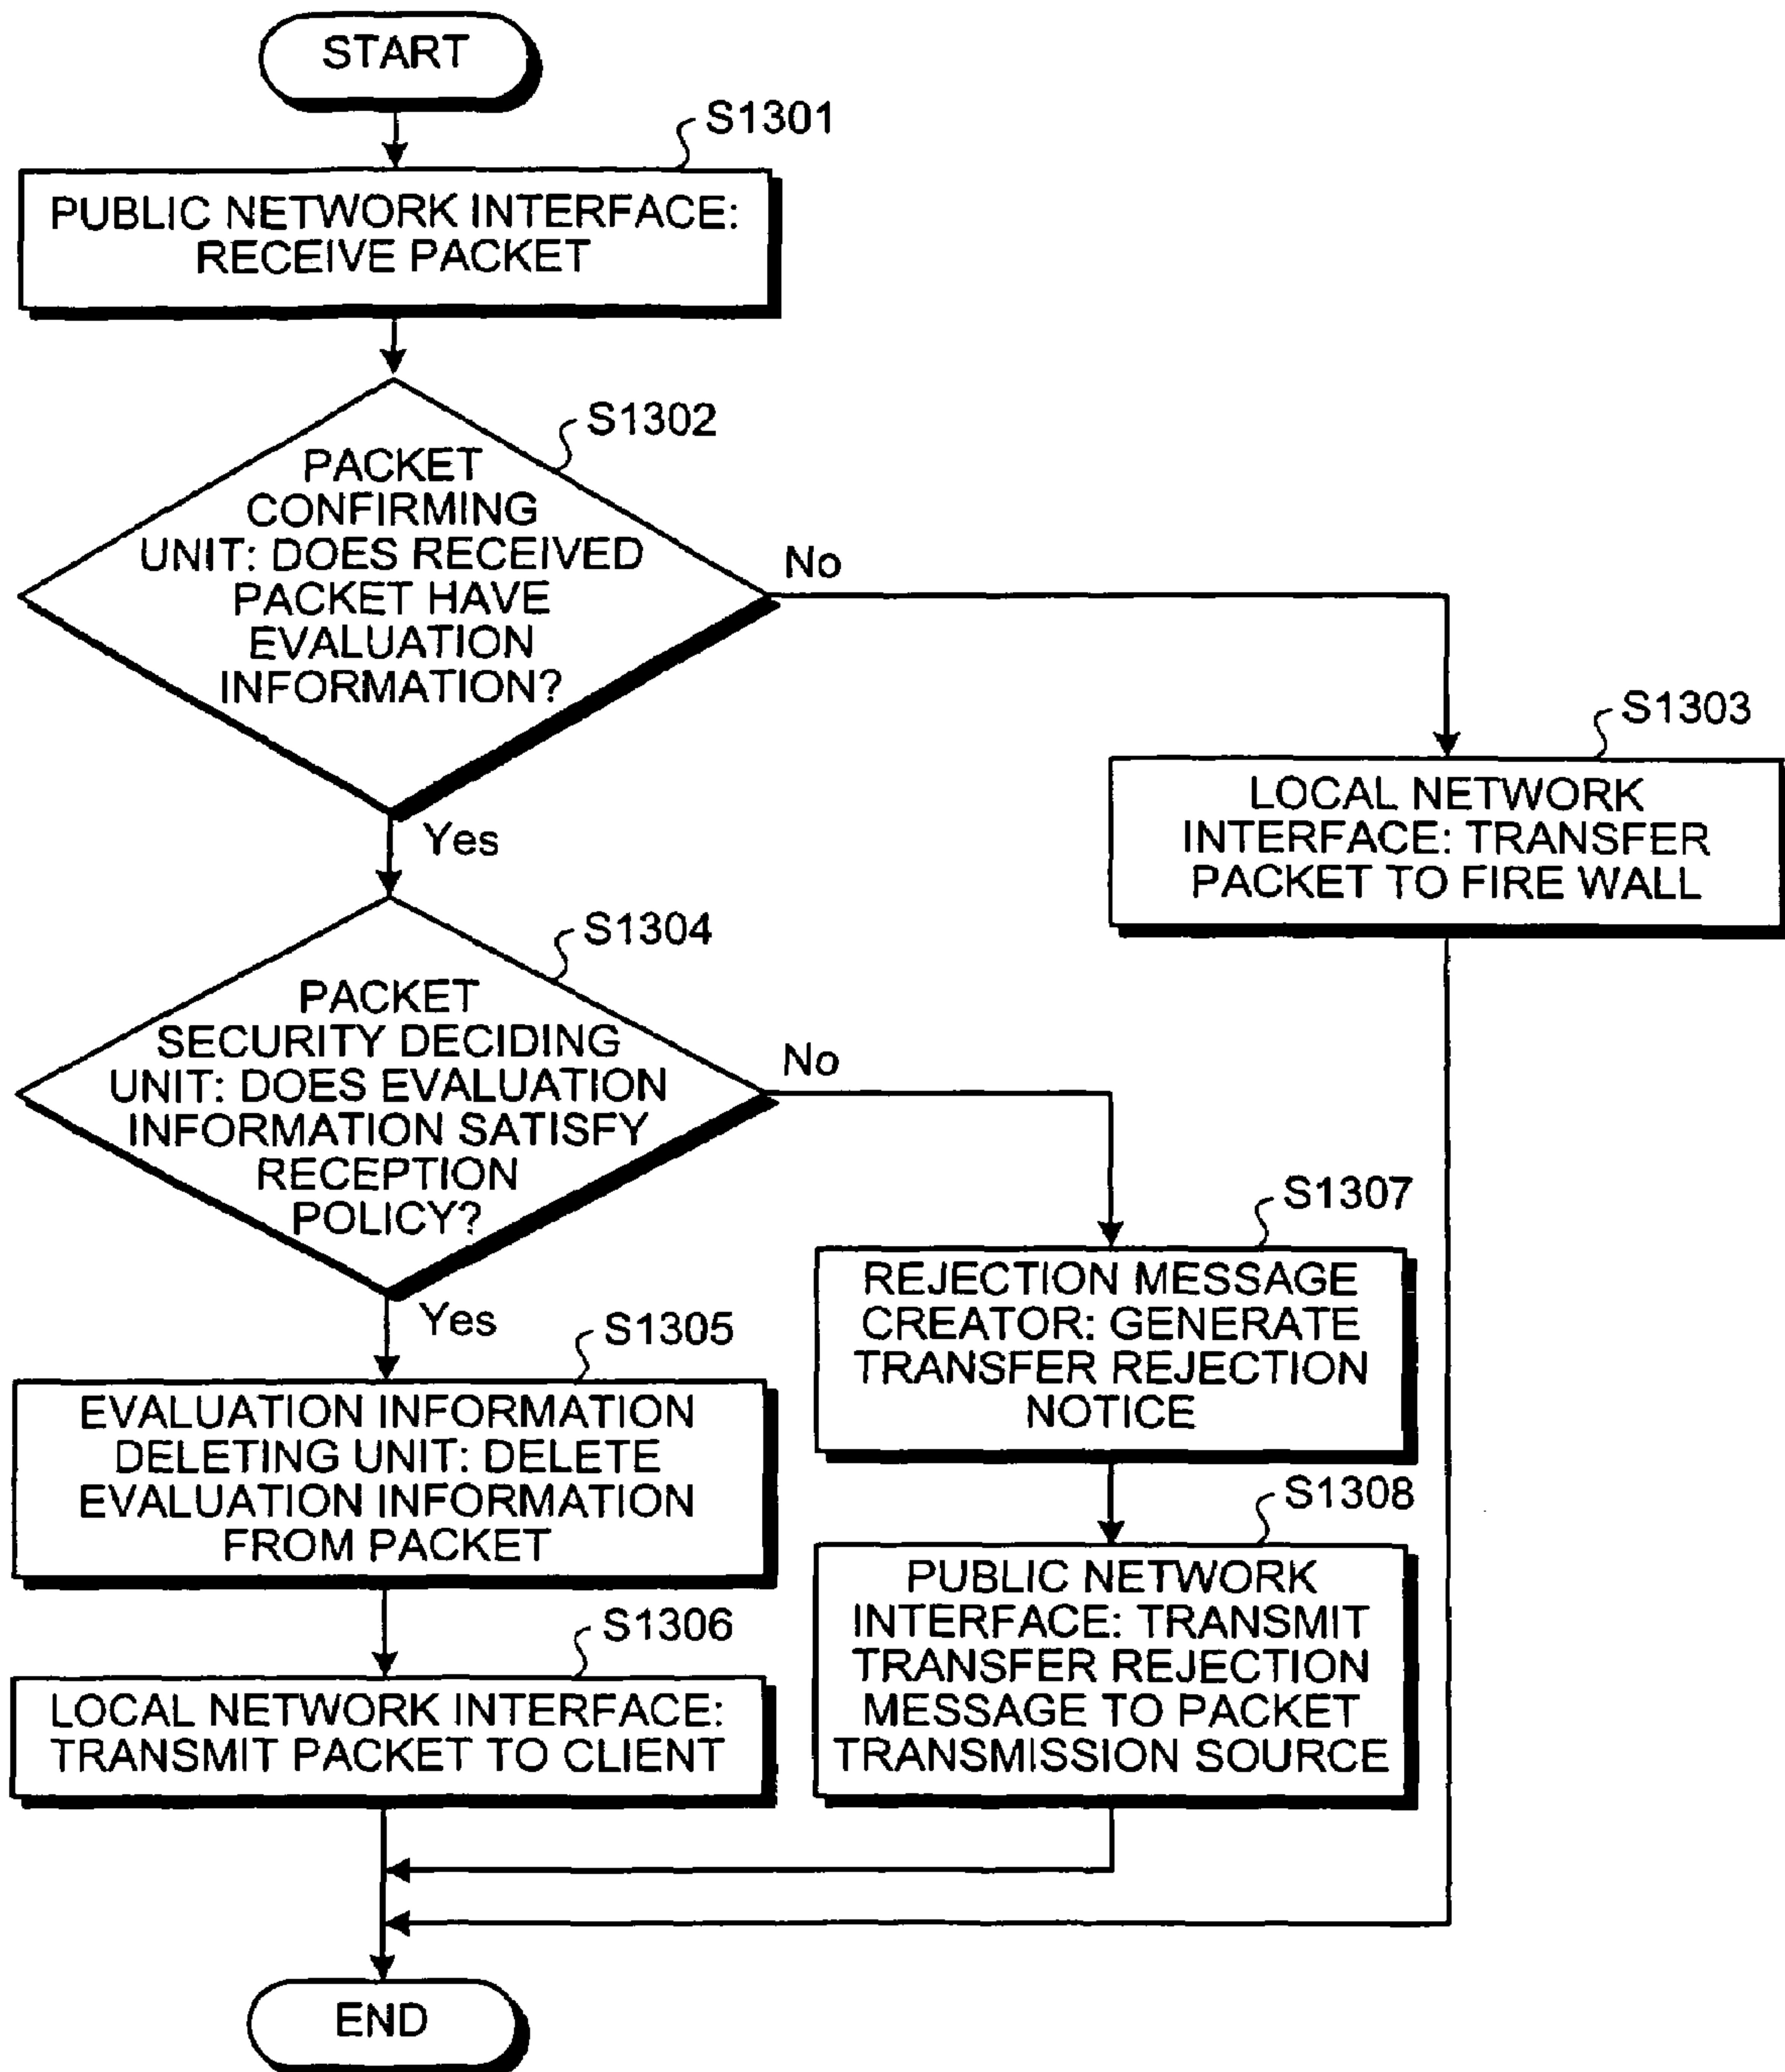 START
S1301
PUBLIC NETWORK INTERFACE:
RECEIVE PACKET
S1302
PACKET
CONFIRMING
UNIT: DOES RECEIVED
PACKET HAVE
EVALUATION
INFORMATION?
No
Yes
S1303
LOCAL NETWORK
INTERFACE: TRANSFER
PACKET TO FIRE WALL
S1304
PACKET
SECURITY DECIDING
UNIT: DOES EVALUATION
INFORMATION SATISFY
RECEPTION
POLICY?
No
Yes
S1305
EVALUATION INFORMATION
DELETING UNIT: DELETE
EVALUATION INFORMATION
FROM PACKET
S1306
LOCAL NETWORK INTERFACE:
TRANSMIT PACKET TO CLIENT
S1307
REJECTION MESSAGE
CREATOR: GENERATE
TRANSFER REJECTION
NOTICE
S1308
PUBLIC NETWORK
INTERFACE: TRANSMIT
TRANSFER REJECTION
MESSAGE TO PACKET
TRANSMISSION SOURCE
END